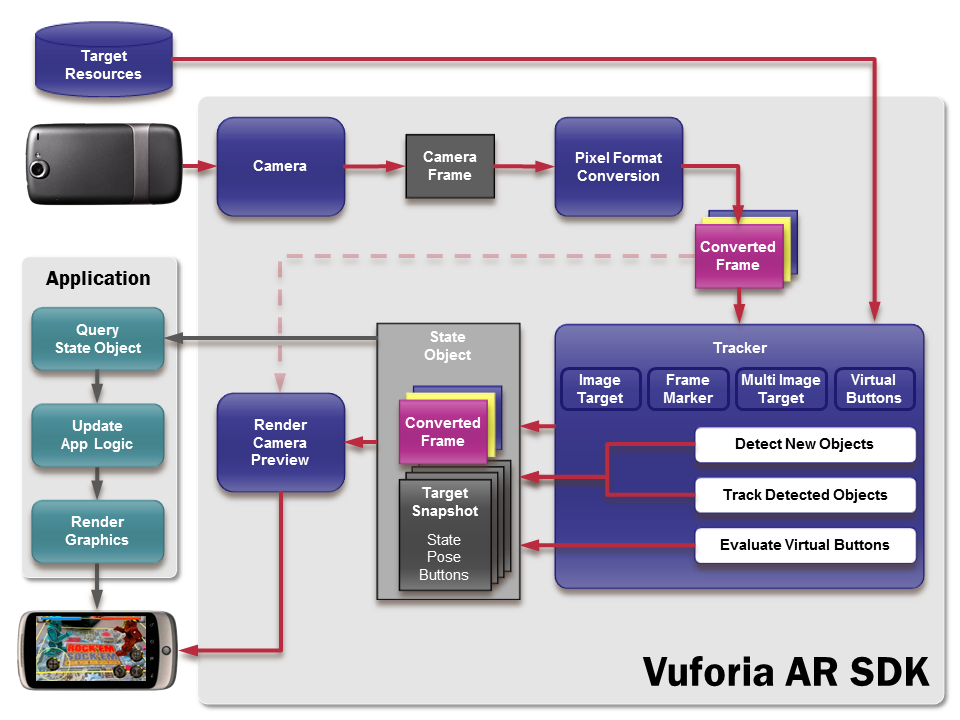 Target
Resources
Camera
Camera
Frame
Pixel Format
Conversion
Converted
Frame
Application
Query
State Object
Update
App Logic
Render
Graphics
State
Object
Converted
Frame
Target
Snapshot
State
Pose
Buttons
Render
Camera
Preview
Tracker
Image
Target
Frame
Marker
Multi Image
Target
Virtual
Buttons
Detect New Objects
Track Detected Objects
Evaluate Virtual Buttons
ROCK'EM
SOCK'EM
Vuforia AR SDK